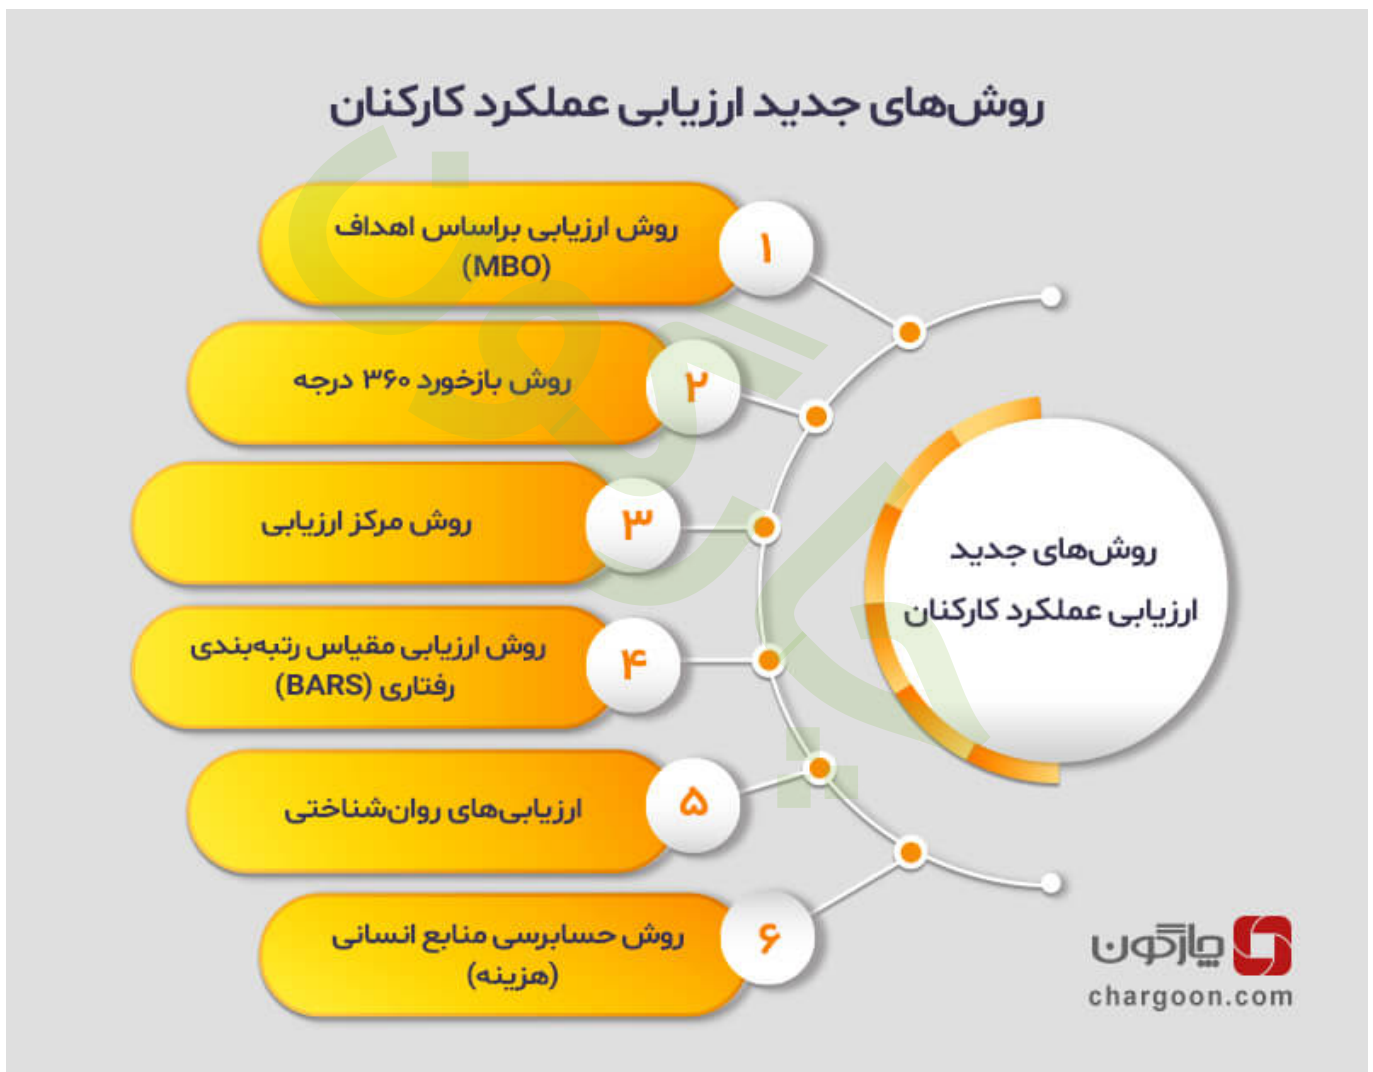 روش‌های جدید ارزیابی عملکرد کارکنان
۱
روش ارزیابی براساس اهداف
(MBO)
۲
روش بازخورد ۳۶۰ درجه
۳
روش مرکز ارزیابی
۴
روش ارزیابی مقیاس رتبه‌بندی
رفتاری (BARS)
۵
ارزیابی‌های روان‌شناختی
۶
روش حسابرسی منابع انسانی
(هزینه)
روش‌های جدید
ارزیابی عملکرد کارکنان
چارگون
chargoon.com